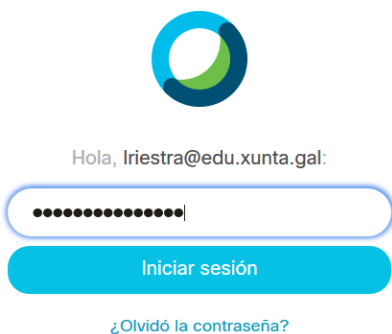 Hola, lriestra@edu.xunta.gal:
●●●●●●●●●●●●●●●
Iniciar sesión
¿Olvidó la contraseña?